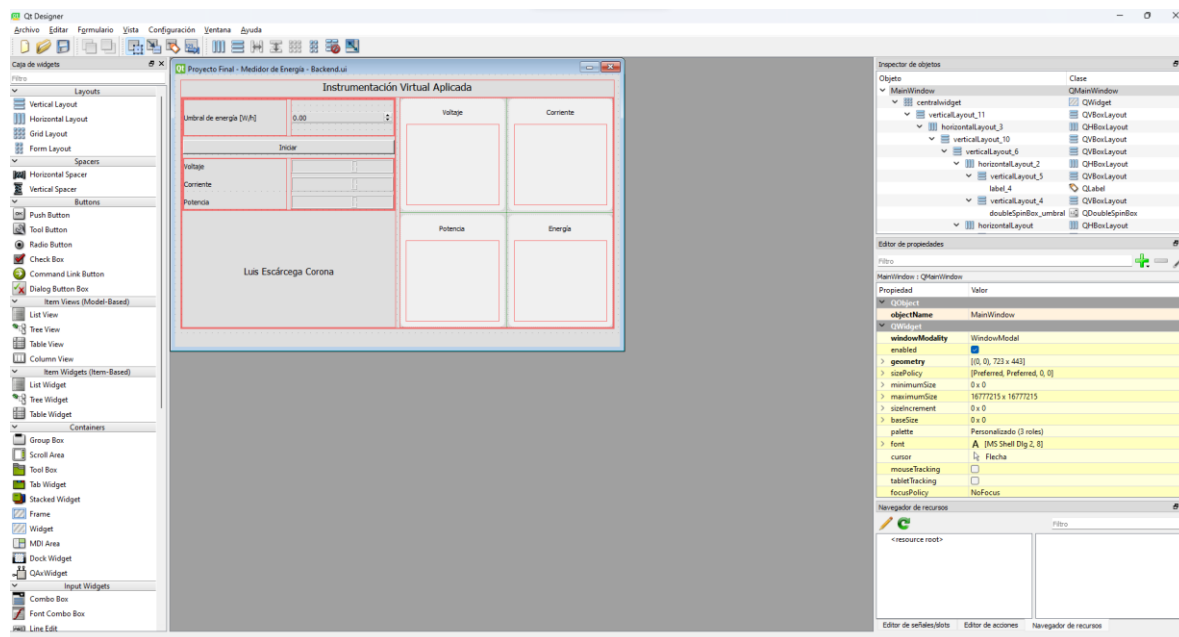 Qt Designer
Archivo Editar Formulario Vista Configuración Ventana Ayuda
Caja de widgets
Filtro
Layouts
Vertical Layout
Horizontal Layout
Grid Layout
Form Layout
Spacers
Horizontal Spacer
Vertical Spacer
Buttons
Push Button
Tool Button
Radio Button
Check Box
Command Link Button
Dialog Button Box
Item Views (Model-Based)
List View
Tree View
Table View
Column View
Item Widgets (Item-Based)
List Widget
Tree Widget
Table Widget
Containers
Group Box
Scroll Area
Tool Box
Tab Widget
Stacked Widget
Frame
Widget
MDI Area
Dock Widget
QAxWidget
Input Widgets
Combo Box
Font Combo Box
Line Edit
Proyecto Final - Medidor de Energía - Backend.ui
Instrumentación Virtual Aplicada
Umbral de energía [W/h] 0.00
Iniciar
Voltaje
Corriente
Potencia
Luis Escárcega Corona
Voltaje Corriente
Potencia Energía
Inspector de objetos
Objeto Clase
MainWindow QMainWindow
centralwidget QWidget
verticalLayout_11 QVBoxLayout
horizontalLayout_3 QHBoxLayout
verticalLayout_10 QVBoxLayout
verticalLayout_6 QVBoxLayout
horizontalLayout_2 QHBoxLayout
verticalLayout_5 QVBoxLayout
label_4 QLabel
verticalLayout_4 QVBoxLayout
doubleSpinBox_umbral QDoubleSpinBox
horizontalLayout QHBoxLayout
Editor de propiedades
Filtro
MainWindow : QMainWindow
Propiedad Valor
QObject
objectName MainWindow
QWidget
windowModality WindowModal
enabled
geometry [(0, 0), 723 x 443]
sizePolicy [Preferred, Preferred, 0, 0]
minimumSize 0 x 0
maximumSize 16777215 x 16777215
sizeIncrement 0 x 0
baseSize 0 x 0
palette Personalizado (3 roles)
font A [MS Shell Dlg 2, 8]
cursor Flecha
mouseTracking
tabletTracking
focusPolicy NoFocus
Navegador de recursos
Filtro
<resource root>
Editor de señales/slots Editor de acciones Navegador de recursos